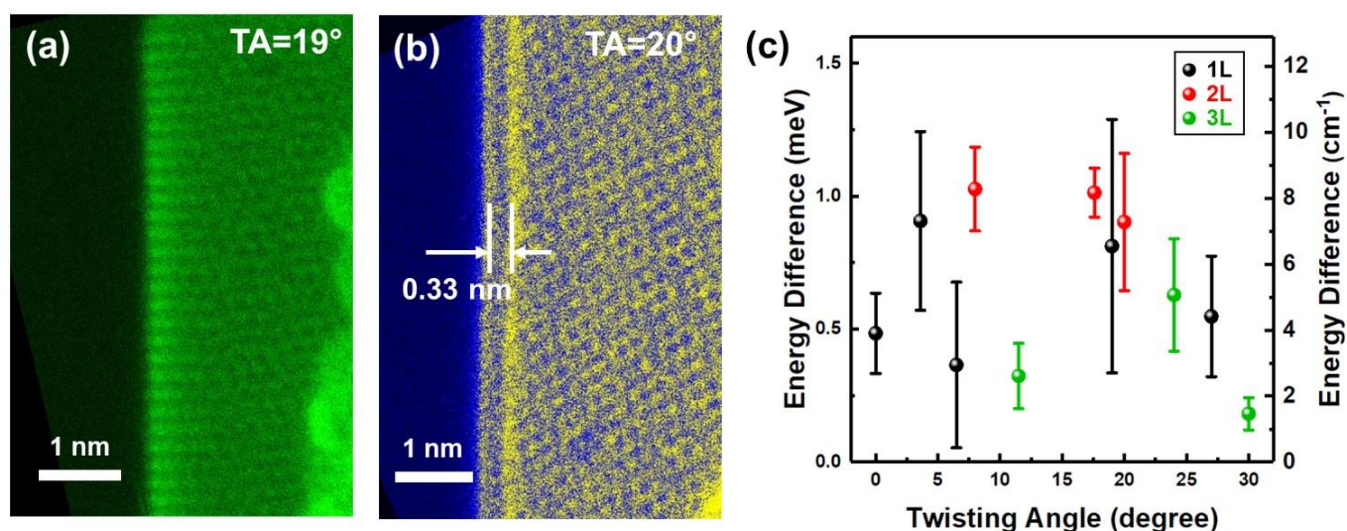 (a)
TA=19°
1 nm
(b)
TA=20°
0.33 nm
1 nm
(c)
1L
2L
3L
Energy Difference (meV)
1.5
1.0
0.5
0.0
Energy Difference (cm⁻¹)
12
10
8
6
4
2
0
0 5 10 15 20 25 30
Twisting Angle (degree)